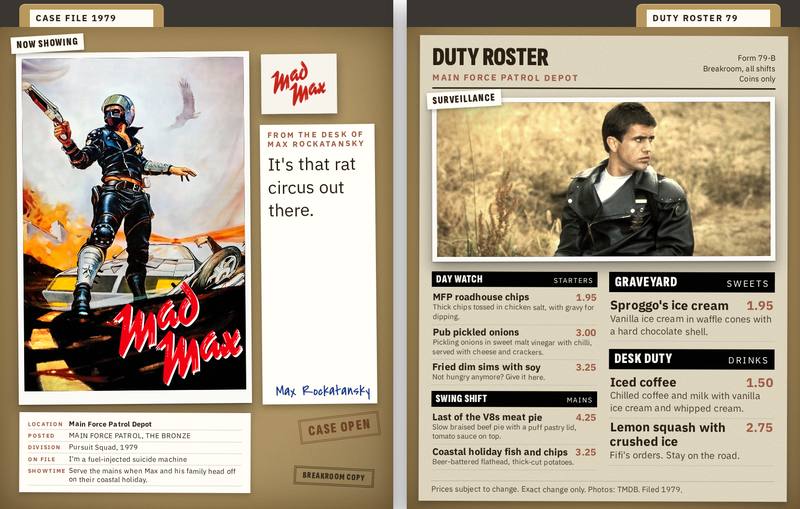 CASE FILE 1979
NOW SHOWING
Mad
Max
Mad
Max
FROM THE DESK OF
MAX ROCKATANSKY
It's that rat
circus out
there.
Max Rockatansky
LOCATION Main Force Patrol Depot
POSTED MAIN FORCE PATROL, THE BRONZE
DIVISION Pursuit Squad, 1979
ON FILE I'm a fuel-injected suicide machine
SHOWTIME Serve the mains when Max and his family head off
on their coastal holiday.
CASE OPEN
BREAKROOM COPY
DUTY ROSTER 79
DUTY ROSTER
MAIN FORCE PATROL DEPOT
Form 79-B
Breakroom, all shifts
Coins only
SURVEILLANCE
DAY WATCH STARTERS
MFP roadhouse chips 1.95
Thick chips tossed in chicken salt, with gravy for
dipping.
Pub pickled onions 3.00
Pickling onions in sweet malt vinegar with chilli,
served with cheese and crackers.
Fried dim sims with soy 3.25
Not hungry anymore? Give it here.
SWING SHIFT MAINS
Last of the V8s meat pie 4.25
Slow braised beef pie with a puff pastry lid,
tomato sauce on top.
Coastal holiday fish and chips 3.25
Beer-battered flathead, thick-cut potatoes.
GRAVEYARD SWEETS
Sproggo's ice cream 1.95
Vanilla ice cream in waffle cones with
a hard chocolate shell.
DESK DUTY DRINKS
Iced coffee 1.50
Chilled coffee and milk with vanilla
ice cream and whipped cream.
Lemon squash with 2.75
crushed ice
Fifi's orders. Stay on the road.
Prices subject to change. Exact change only. Photos: TMDB. Filed 1979.